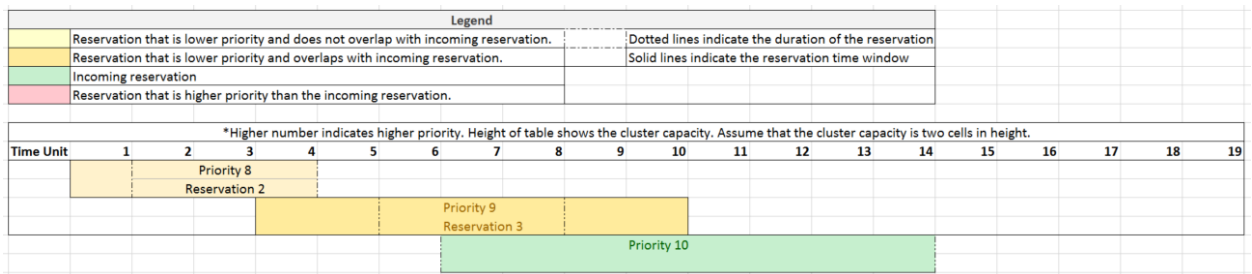 Legend
Reservation that is lower priority and does not overlap with incoming reservation. Dotted lines indicate the duration of the reservation
Reservation that is lower priority and overlaps with incoming reservation. Solid lines indicate the reservation time window
Incoming reservation
Reservation that is higher priority than the incoming reservation.
*Higher number indicates higher priority. Height of table shows the cluster capacity. Assume that the cluster capacity is two cells in height.
Time Unit 1 2 3 4 5 6 7 8 9 10 11 12 13 14 15 16 17 18 19
Priority 8
Reservation 2
Priority 9
Reservation 3
Priority 10